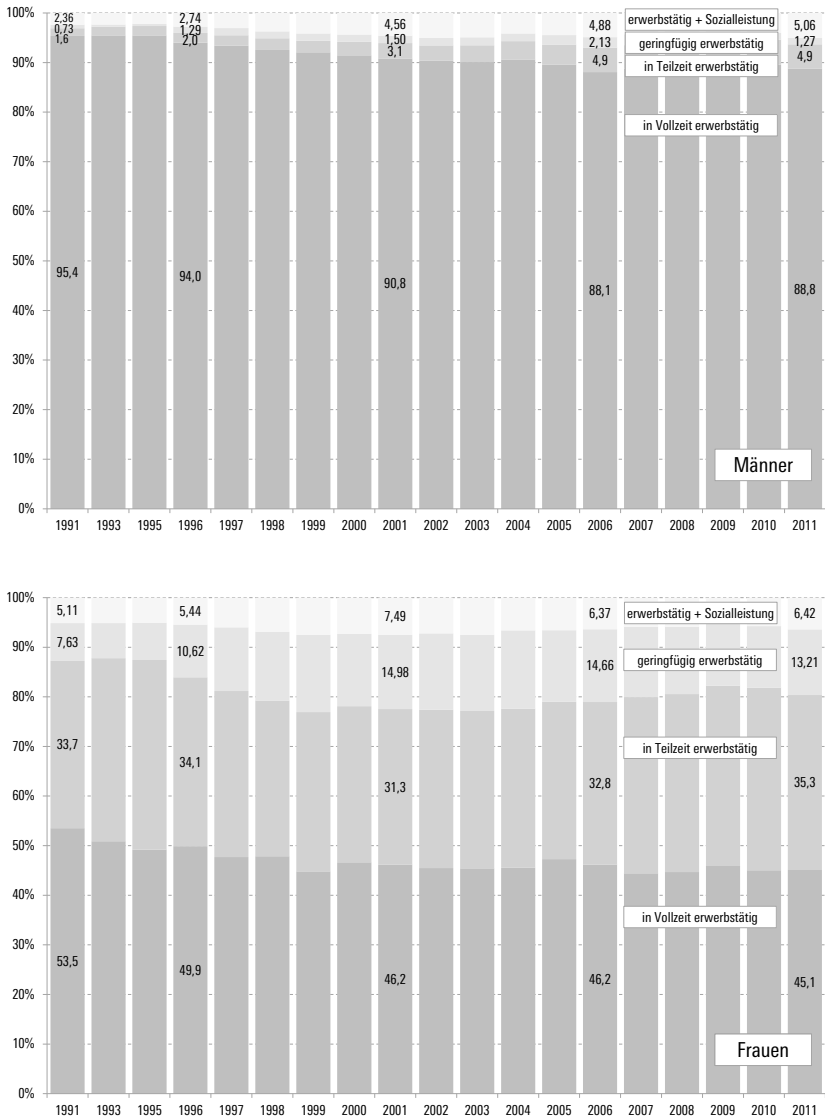 100%
90%
80%
70%
60%
50%
40%
30%
20%
10%
0%
2,36 2,74 4,56 4,88 5,06
0,73 1,29 1,50 2,13 1,27
1,6 2,0 3,1 4,9 4,9
95,4 94,0 90,8 88,1 88,8
erwerbstätig + Sozialleistung
geringfügig erwerbstätig
in Teilzeit erwerbstätig
in Vollzeit erwerbstätig
Männer
1991 1993 1995 1996 1997 1998 1999 2000 2001 2002 2003 2004 2005 2006 2007 2008 2009 2010 2011
100%
90%
80%
70%
60%
50%
40%
30%
20%
10%
0%
5,11 5,44 7,49 6,37 6,42
7,63 10,62 14,98 14,66 13,21
33,7 34,1 31,3 32,8 35,3
53,5 49,9 46,2 46,2 45,1
erwerbstätig + Sozialleistung
geringfügig erwerbstätig
in Teilzeit erwerbstätig
in Vollzeit erwerbstätig
Frauen
1991 1993 1995 1996 1997 1998 1999 2000 2001 2002 2003 2004 2005 2006 2007 2008 2009 2010 2011